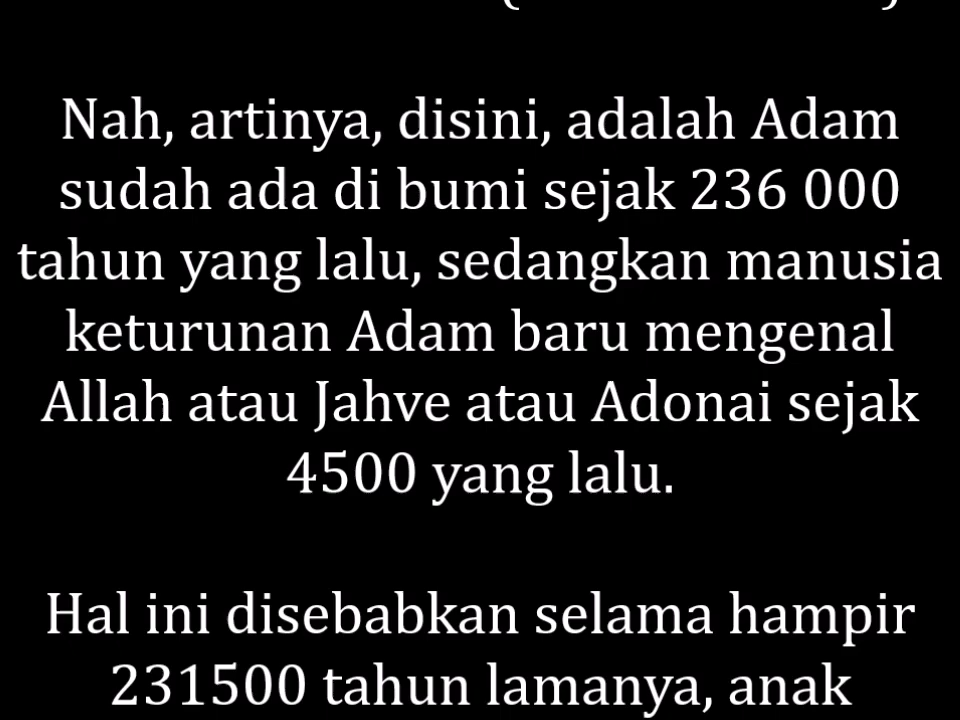 Nah, artinya, disini, adalah Adam
sudah ada di bumi sejak 236 000
tahun yang lalu, sedangkan manusia
keturunan Adam baru mengenal
Allah atau Jahve atau Adonai sejak
4500 yang lalu.
Hal ini disebabkan selama hampir
231500 tahun lamanya, anak